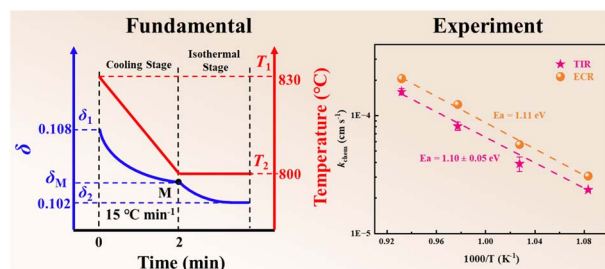 Fundamental
Experiment
Cooling Stage
Isothermal
Stage
T1
830
δ1
0.108
δ
δM
M
T2
800
δ2
0.102
15 °C min-1
Temperature (°C)
0
2
Time (min)
TIR
ECR
1E-4
Ea = 1.11 eV
kchem (cm s-1)
Ea = 1.10 ± 0.05 eV
1E-5
0.92
0.96
1.00
1.04
1.08
1000/T (K-1)